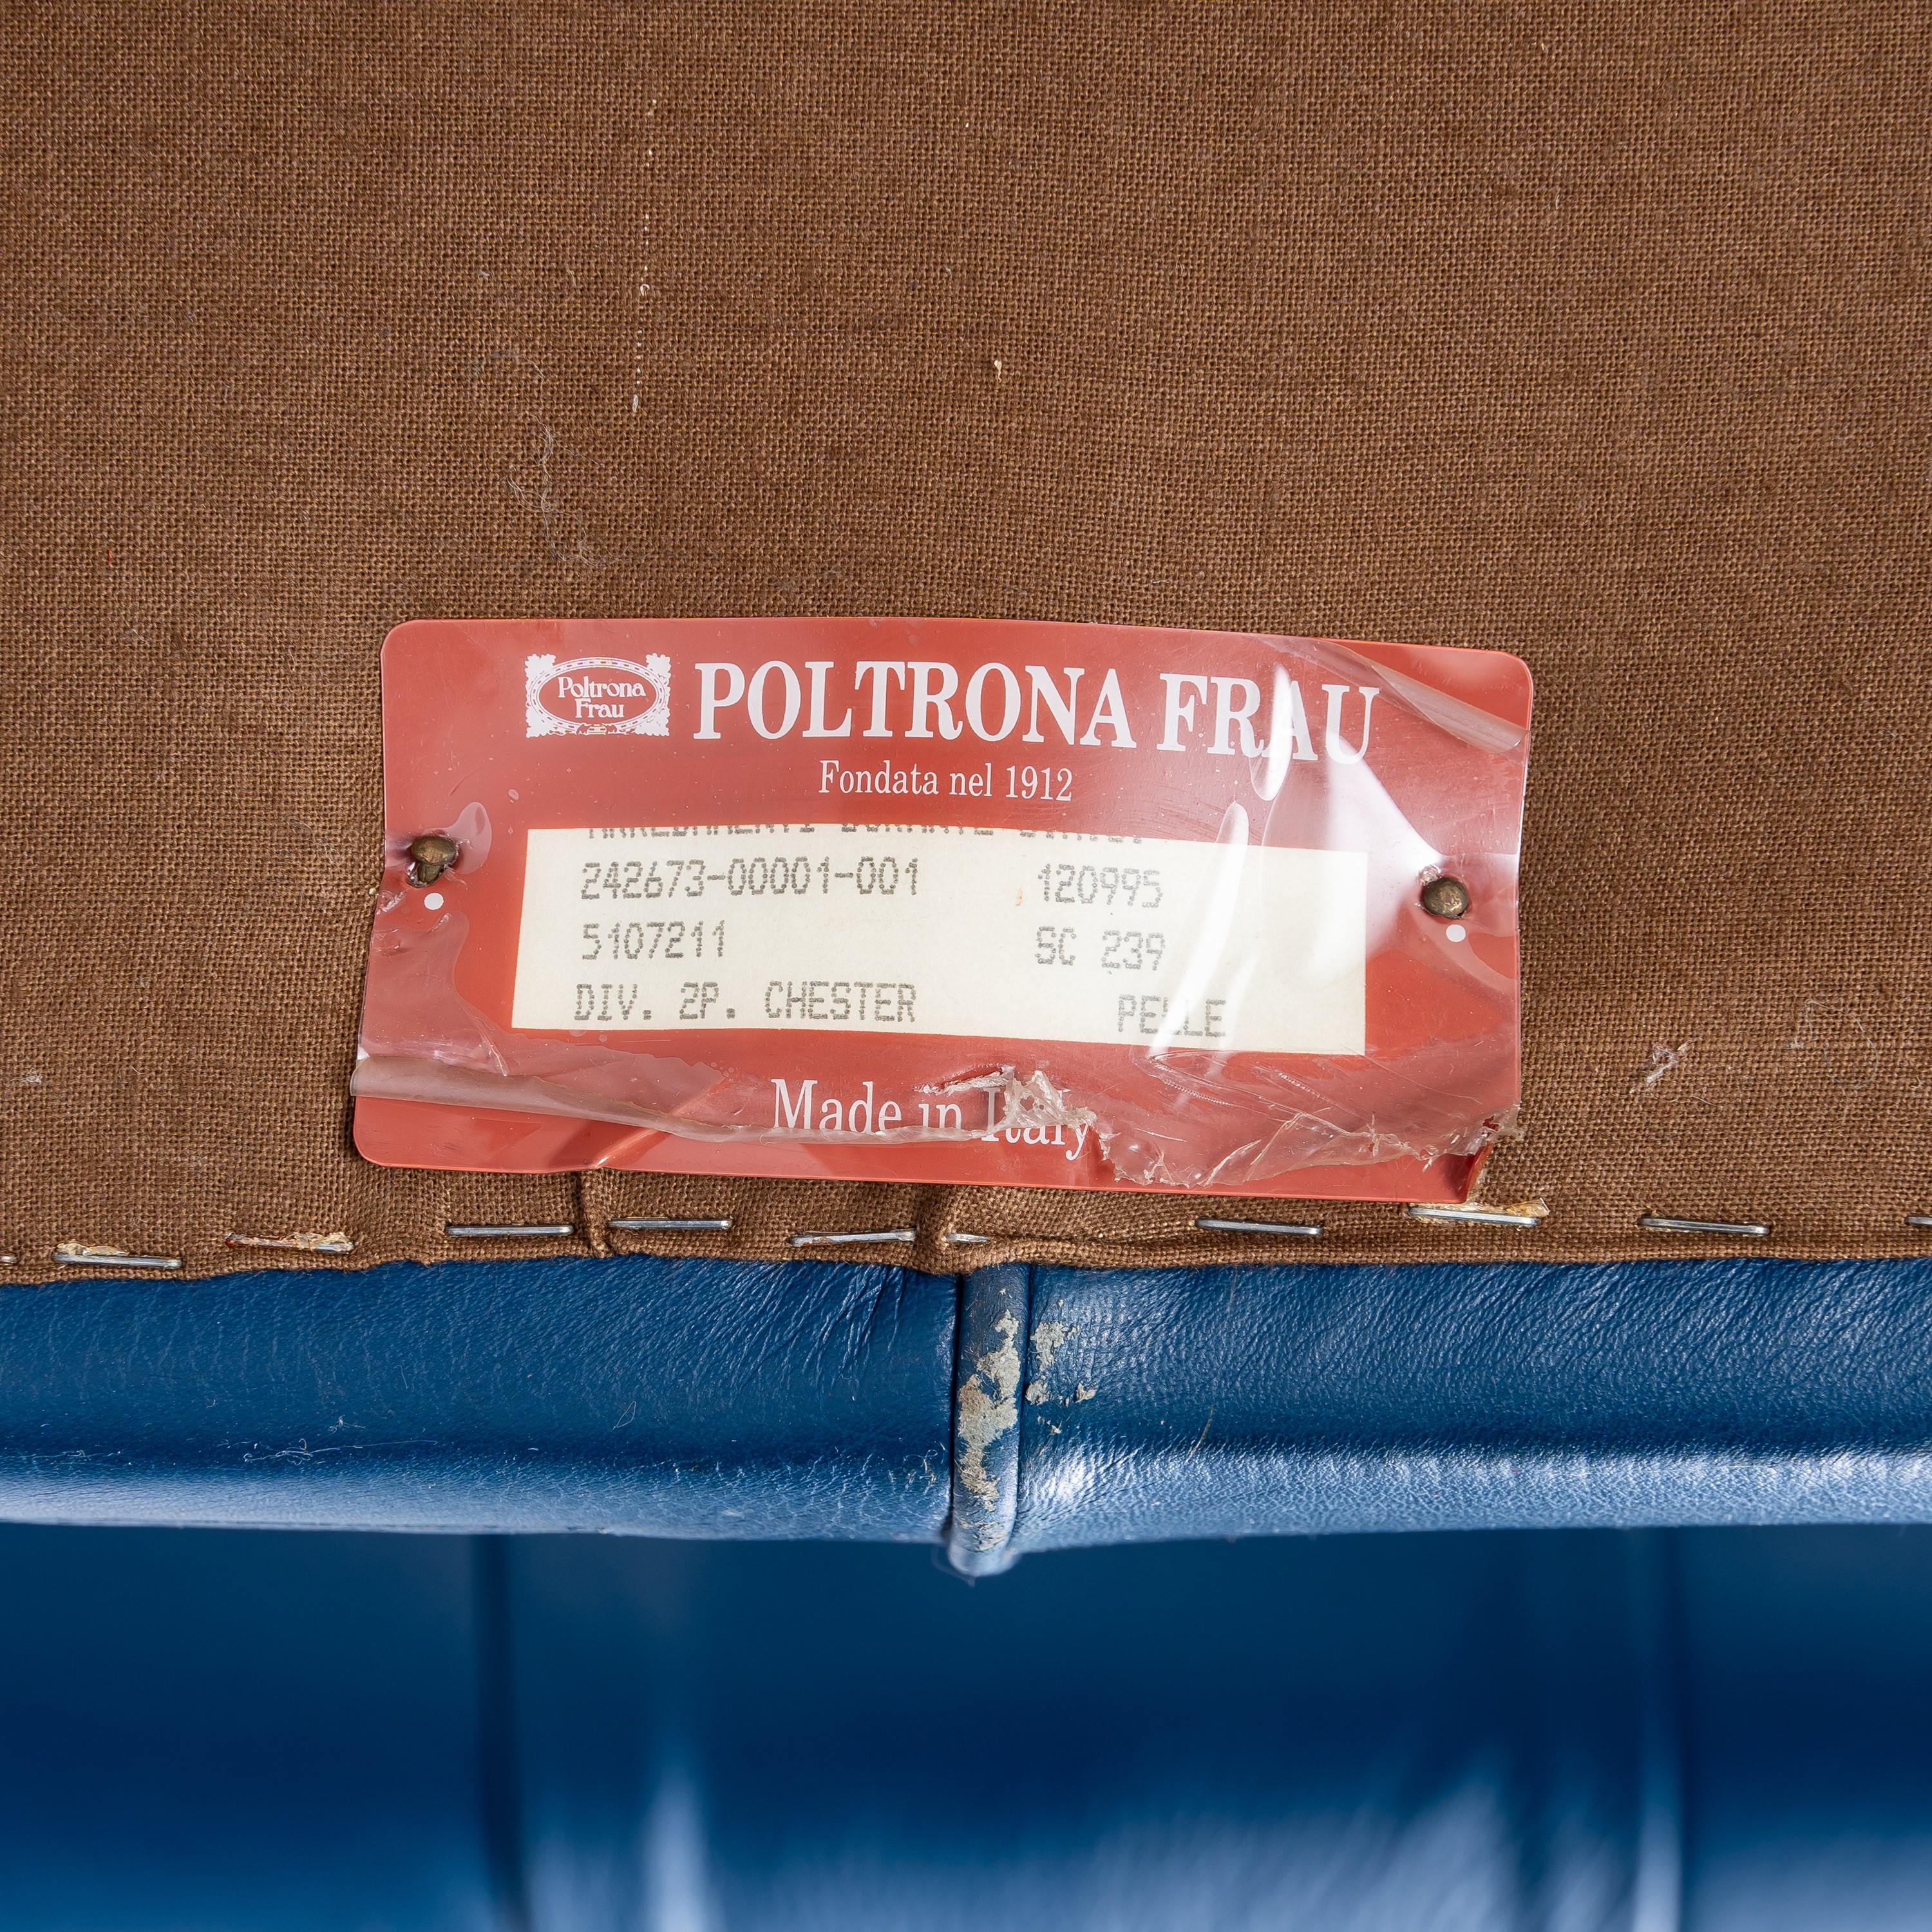 Poltrona
Frau
POLTRONA FRAU
Fondata nel 1912
242673-00001-001 120995
5107211 SC 239
DIV. 2P. CHESTER PELLE
Made in Italy